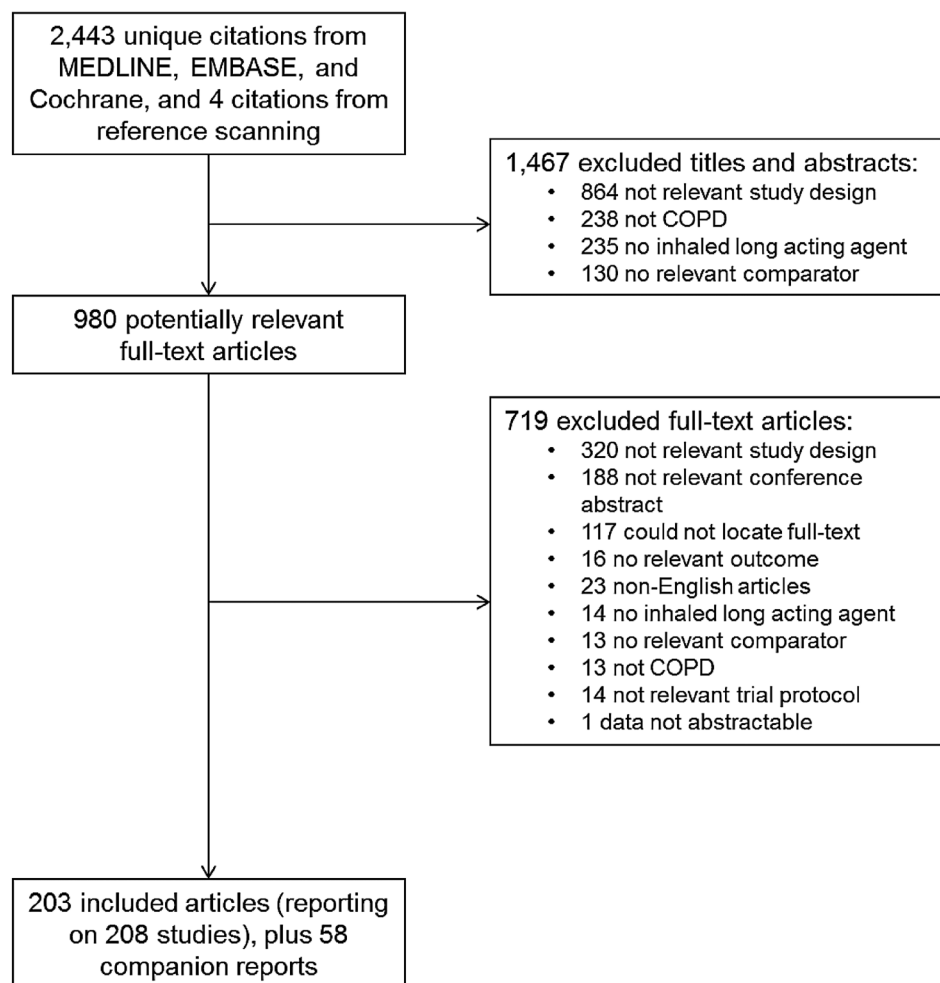 2,443 unique citations from
MEDLINE, EMBASE, and
Cochrane, and 4 citations from
reference scanning
1,467 excluded titles and abstracts:
• 864 not relevant study design
• 238 not COPD
• 235 no inhaled long acting agent
• 130 no relevant comparator
980 potentially relevant
full-text articles
719 excluded full-text articles:
• 320 not relevant study design
• 188 not relevant conference
abstract
• 117 could not locate full-text
• 16 no relevant outcome
• 23 non-English articles
• 14 no inhaled long acting agent
• 13 no relevant comparator
• 13 not COPD
• 14 not relevant trial protocol
• 1 data not abstractable
203 included articles (reporting
on 208 studies), plus 58
companion reports